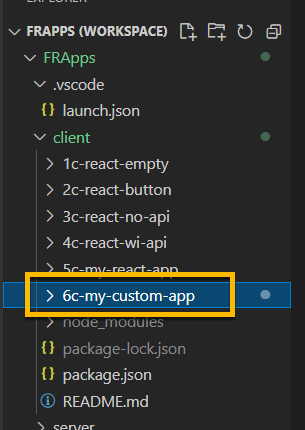 FRAPPS (WORKSPACE)
FRApps
.vscode
{} launch.json
client
1c-react-empty
2c-react-button
3c-react-no-api
4c-react-wi-api
5c-my-react-app
6c-my-custom-app
node_modules
{} package-lock.json
{} package.json
README.md
server